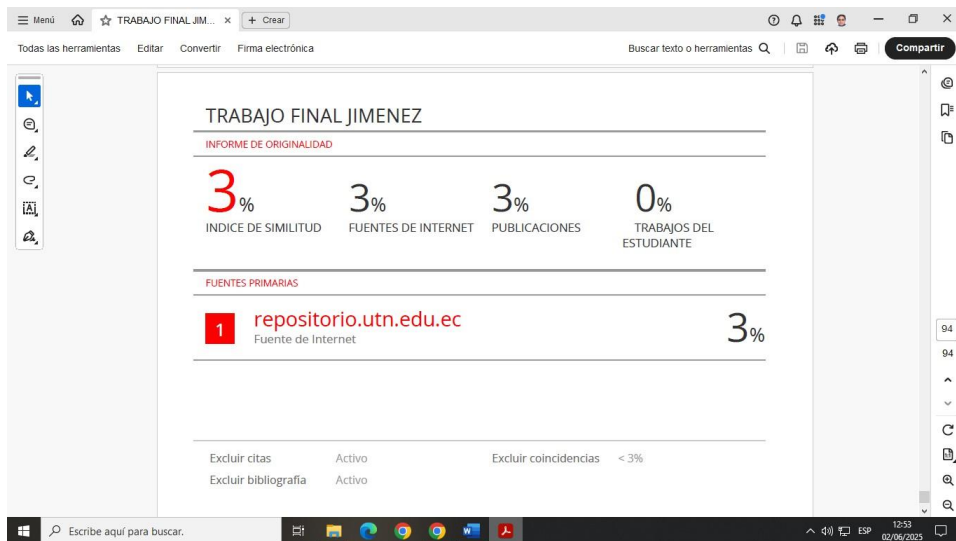 Menú
TRABAJO FINAL JIM...
Crear
Todas las herramientas Editar Convertir Firma electrónica
Buscar texto o herramientas
Compartir
TRABAJO FINAL JIMENEZ
INFORME DE ORIGINALIDAD
3% 3% 3% 0%
INDICE DE SIMILITUD FUENTES DE INTERNET PUBLICACIONES TRABAJOS DEL
ESTUDIANTE
FUENTES PRIMARIAS
1 repositorio.utn.edu.ec 3%
Fuente de Internet
94
94
Excluir citas Activo Excluir coincidencias < 3%
Excluir bibliografía Activo
Escribe aquí para buscar.
ESP
12:53
02/06/2025